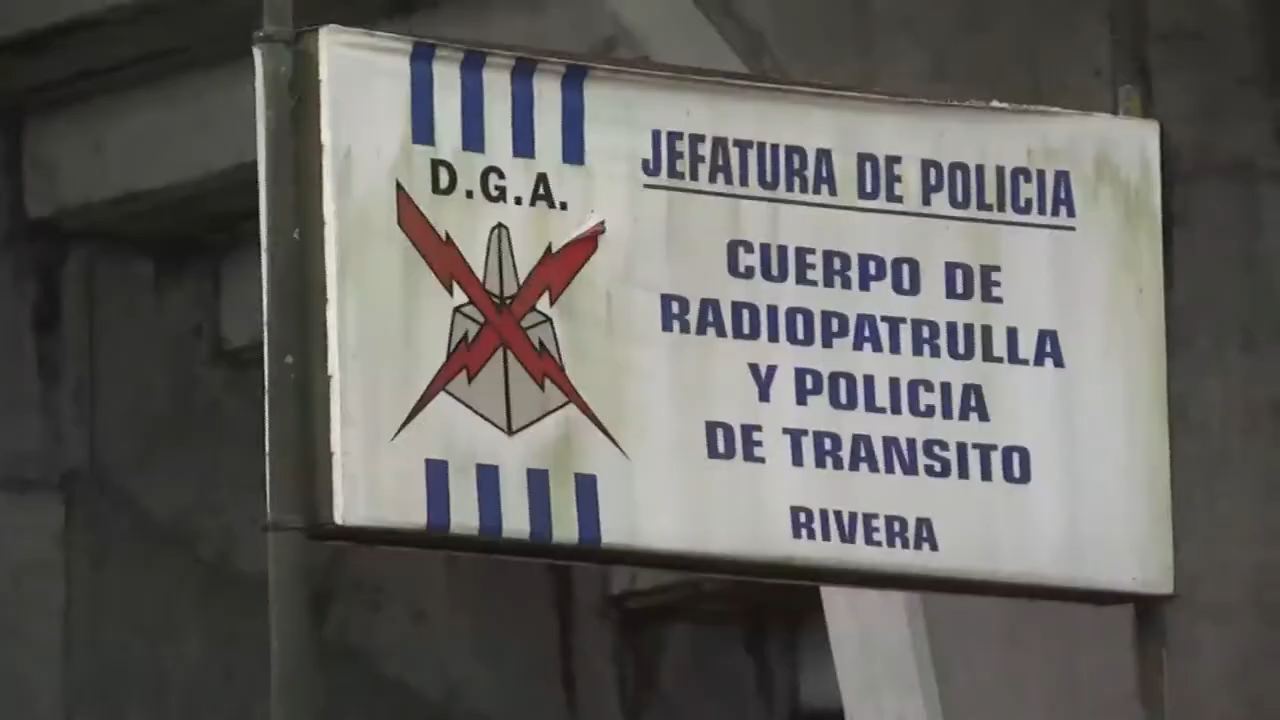 D.G.A.
JEFATURA DE POLICIA
CUERPO DE
RADIOPATRULLA
Y POLICIA
DE TRANSITO
RIVERA